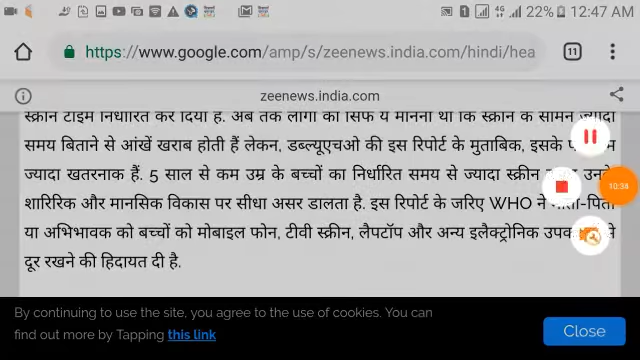 22% 12:47 AM
https://www.google.com/amp/s/zeenews.india.com/hindi/hea
11
zeenews.india.com
स्क्रीन टाइम निर्धारित कर दिया है. अब तक लोगों का सिर्फ ये मानना था कि स्क्रीन के सामने ज्यादा
समय बिताने से आंखें खराब होती हैं लेकन, डब्ल्यूएचओ की इस रिपोर्ट के मुताबिक, इसके
ज्यादा खतरनाक हैं. 5 साल से कम उम्र के बच्चों का निर्धारित समय से ज्यादा स्क्रीन
10:38
शारिरिक और मानसिक विकास पर सीधा असर डालता है. इस रिपोर्ट के जरिए WHO ने माता-पिता
या अभिभावक को बच्चों को मोबाइल फोन, टीवी स्क्रीन, लैपटॉप और अन्य इलैक्ट्रोनिक से
दूर रखने की हिदायत दी है.
By continuing to use the site, you agree to the use of cookies. You can
find out more by Tapping this link
Close